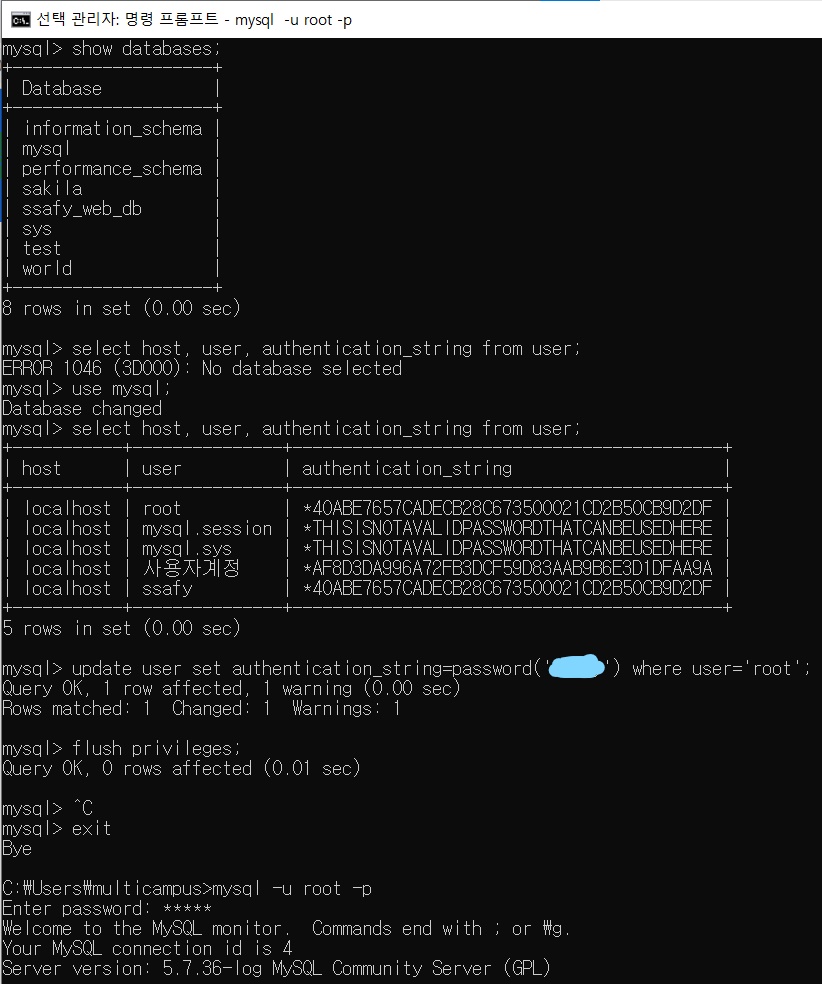 선택 관리자: 명령 프롬프트 - mysql  -u root -p
mysql> show databases;
+--------------------+
| Database           |
+--------------------+
| information_schema |
| mysql              |
| performance_schema |
| sakila             |
| ssafy_web_db       |
| sys                |
| test               |
| world              |
+--------------------+
8 rows in set (0.00 sec)
mysql> select host, user, authentication_string from user;
ERROR 1046 (3D000): No database selected
mysql> use mysql;
Database changed
mysql> select host, user, authentication_string from user;
+-----------+---------------+-------------------------------------------+
| host      | user          | authentication_string                     |
+-----------+---------------+-------------------------------------------+
| localhost | root          | *40ABE7657CADECB28C673500021CD2B50CB9D2DF |
| localhost | mysql.session | *THISISNOTAVALIDPASSWORDTHATCANBEUSEDHERE |
| localhost | mysql.sys     | *THISISNOTAVALIDPASSWORDTHATCANBEUSEDHERE |
| localhost | 사용자계정    | *AF8D3DA996A72FB3DCF59D83AAB9B6E3D1DFAA9A |
| localhost | ssafy         | *40ABE7657CADECB28C673500021CD2B50CB9D2DF |
+-----------+---------------+-------------------------------------------+
5 rows in set (0.00 sec)
mysql> update user set authentication_string=password('') where user='root';
Query OK, 1 row affected, 1 warning (0.00 sec)
Rows matched: 1  Changed: 1  Warnings: 1
mysql> flush privileges;
Query OK, 0 rows affected (0.01 sec)
mysql> ^C
mysql> exit
Bye
C:₩Users₩multicampus>mysql -u root -p
Enter password: *****
Welcome to the MySQL monitor.  Commands end with ; or ₩g.
Your MySQL connection id is 4
Server version: 5.7.36-log MySQL Community Server (GPL)